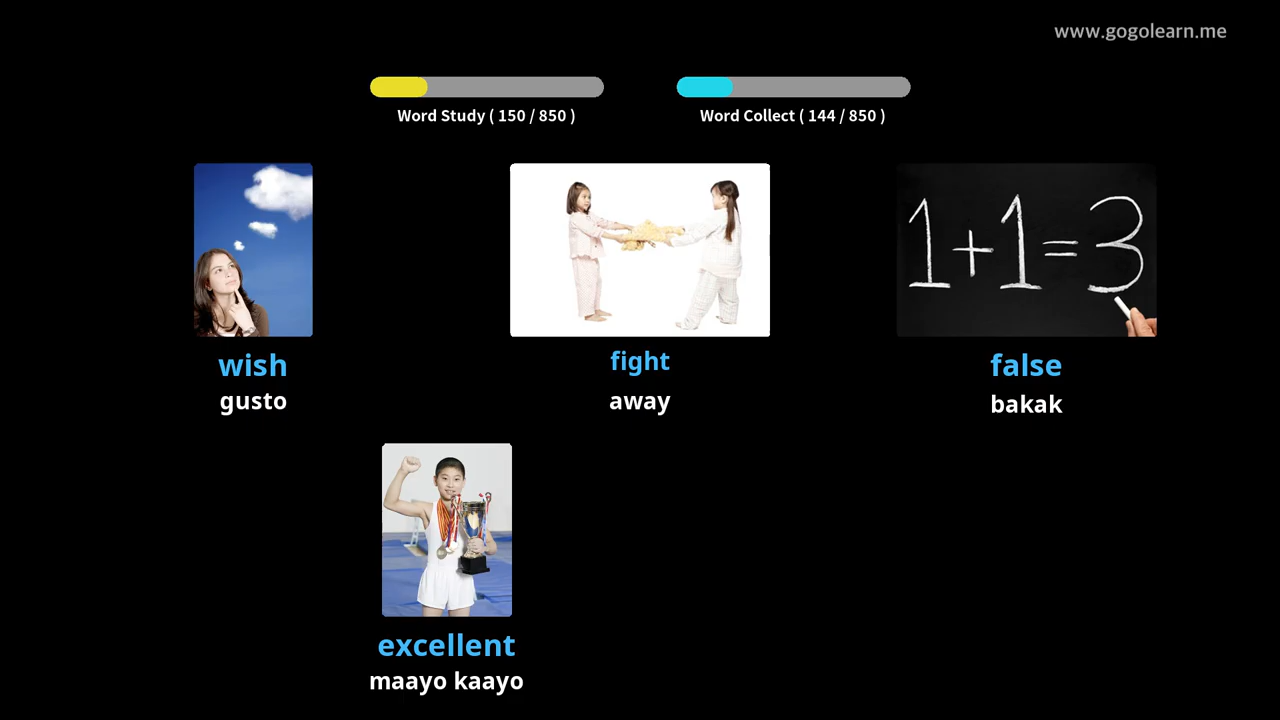 www.gogolearn.me
Word Study ( 150 / 850 )
Word Collect ( 144 / 850 )
1+1=3
wish
gusto
fight
away
false
bakak
excellent
maayo kaayo